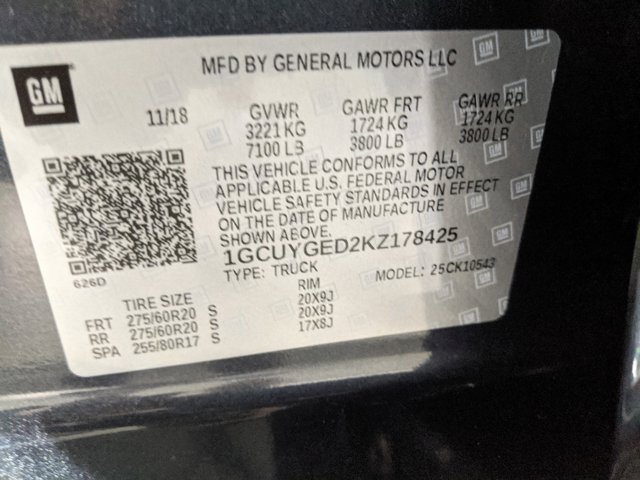 GM
MFD BY GENERAL MOTORS LLC
11/18 GVWR GAWR FRT GAWR RR
3221 KG 1724 KG 1724 KG
7100 LB 3800 LB 3800 LB
THIS VEHICLE CONFORMS TO ALL
APPLICABLE U.S. FEDERAL MOTOR
VEHICLE SAFETY STANDARDS IN EFFECT
ON THE DATE OF MANUFACTURE
SHOWN ABOVE.
1GCUYGED2KZ178425
626D
TYPE: TRUCK MODEL: 25CK10543
TIRE SIZE RIM
FRT 275/60R20 S 20X9J
RR 275/60R20 S 20X9J
SPA 255/80R17 S 17X8J